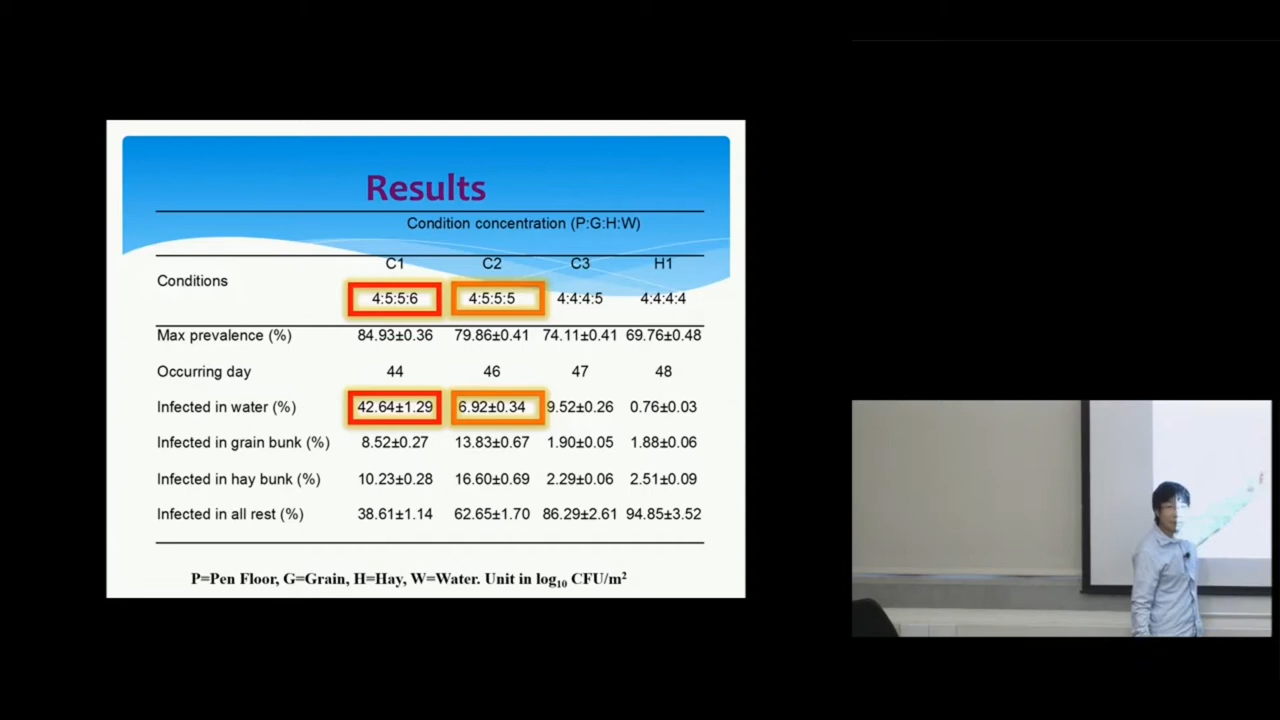 Results
Condition concentration (P:G:H:W)
Conditions
C1 C2 C3 H1
4:5:5:6 4:5:5:5 4:4:4:5 4:4:4:4
Max prevalence (%) 84.93±0.36 79.86±0.41 74.11±0.41 69.76±0.48
Occurring day 44 46 47 48
Infected in water (%) 42.64±1.29 6.92±0.34 9.52±0.26 0.76±0.03
Infected in grain bunk (%) 8.52±0.27 13.83±0.67 1.90±0.05 1.88±0.06
Infected in hay bunk (%) 10.23±0.28 16.60±0.69 2.29±0.06 2.51±0.09
Infected in all rest (%) 38.61±1.14 62.65±1.70 86.29±2.61 94.85±3.52
P=Pen Floor, G=Grain, H=Hay, W=Water. Unit in log₁₀ CFU/m²